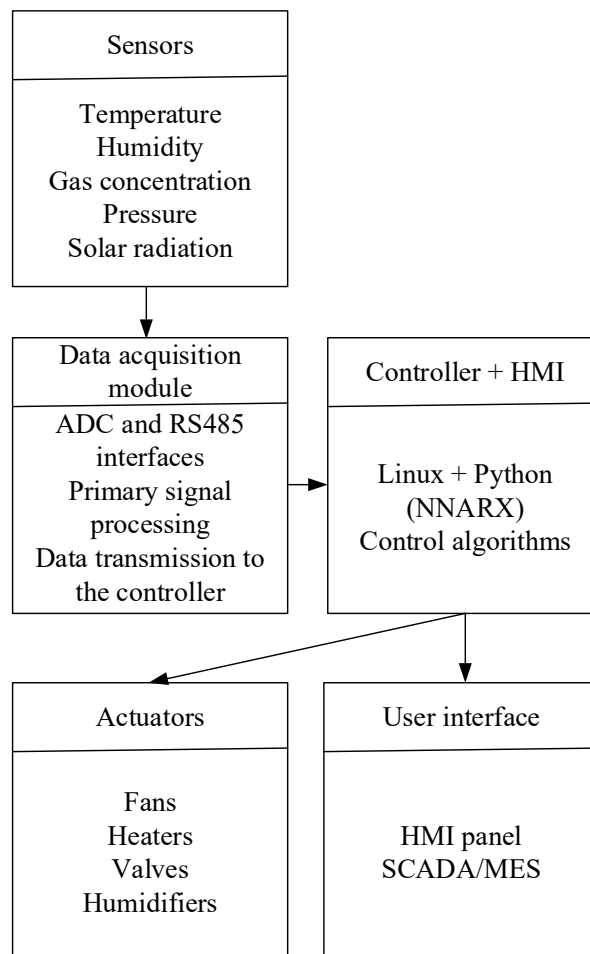 Sensors
Temperature
Humidity
Gas concentration
Pressure
Solar radiation
Data acquisition
module
ADC and RS485
interfaces
Primary signal
processing
Data transmission to
the controller
Controller + HMI
Linux + Python
(NNARX)
Control algorithms
Actuators
Fans
Heaters
Valves
Humidifiers
User interface
HMI panel
SCADA/MES